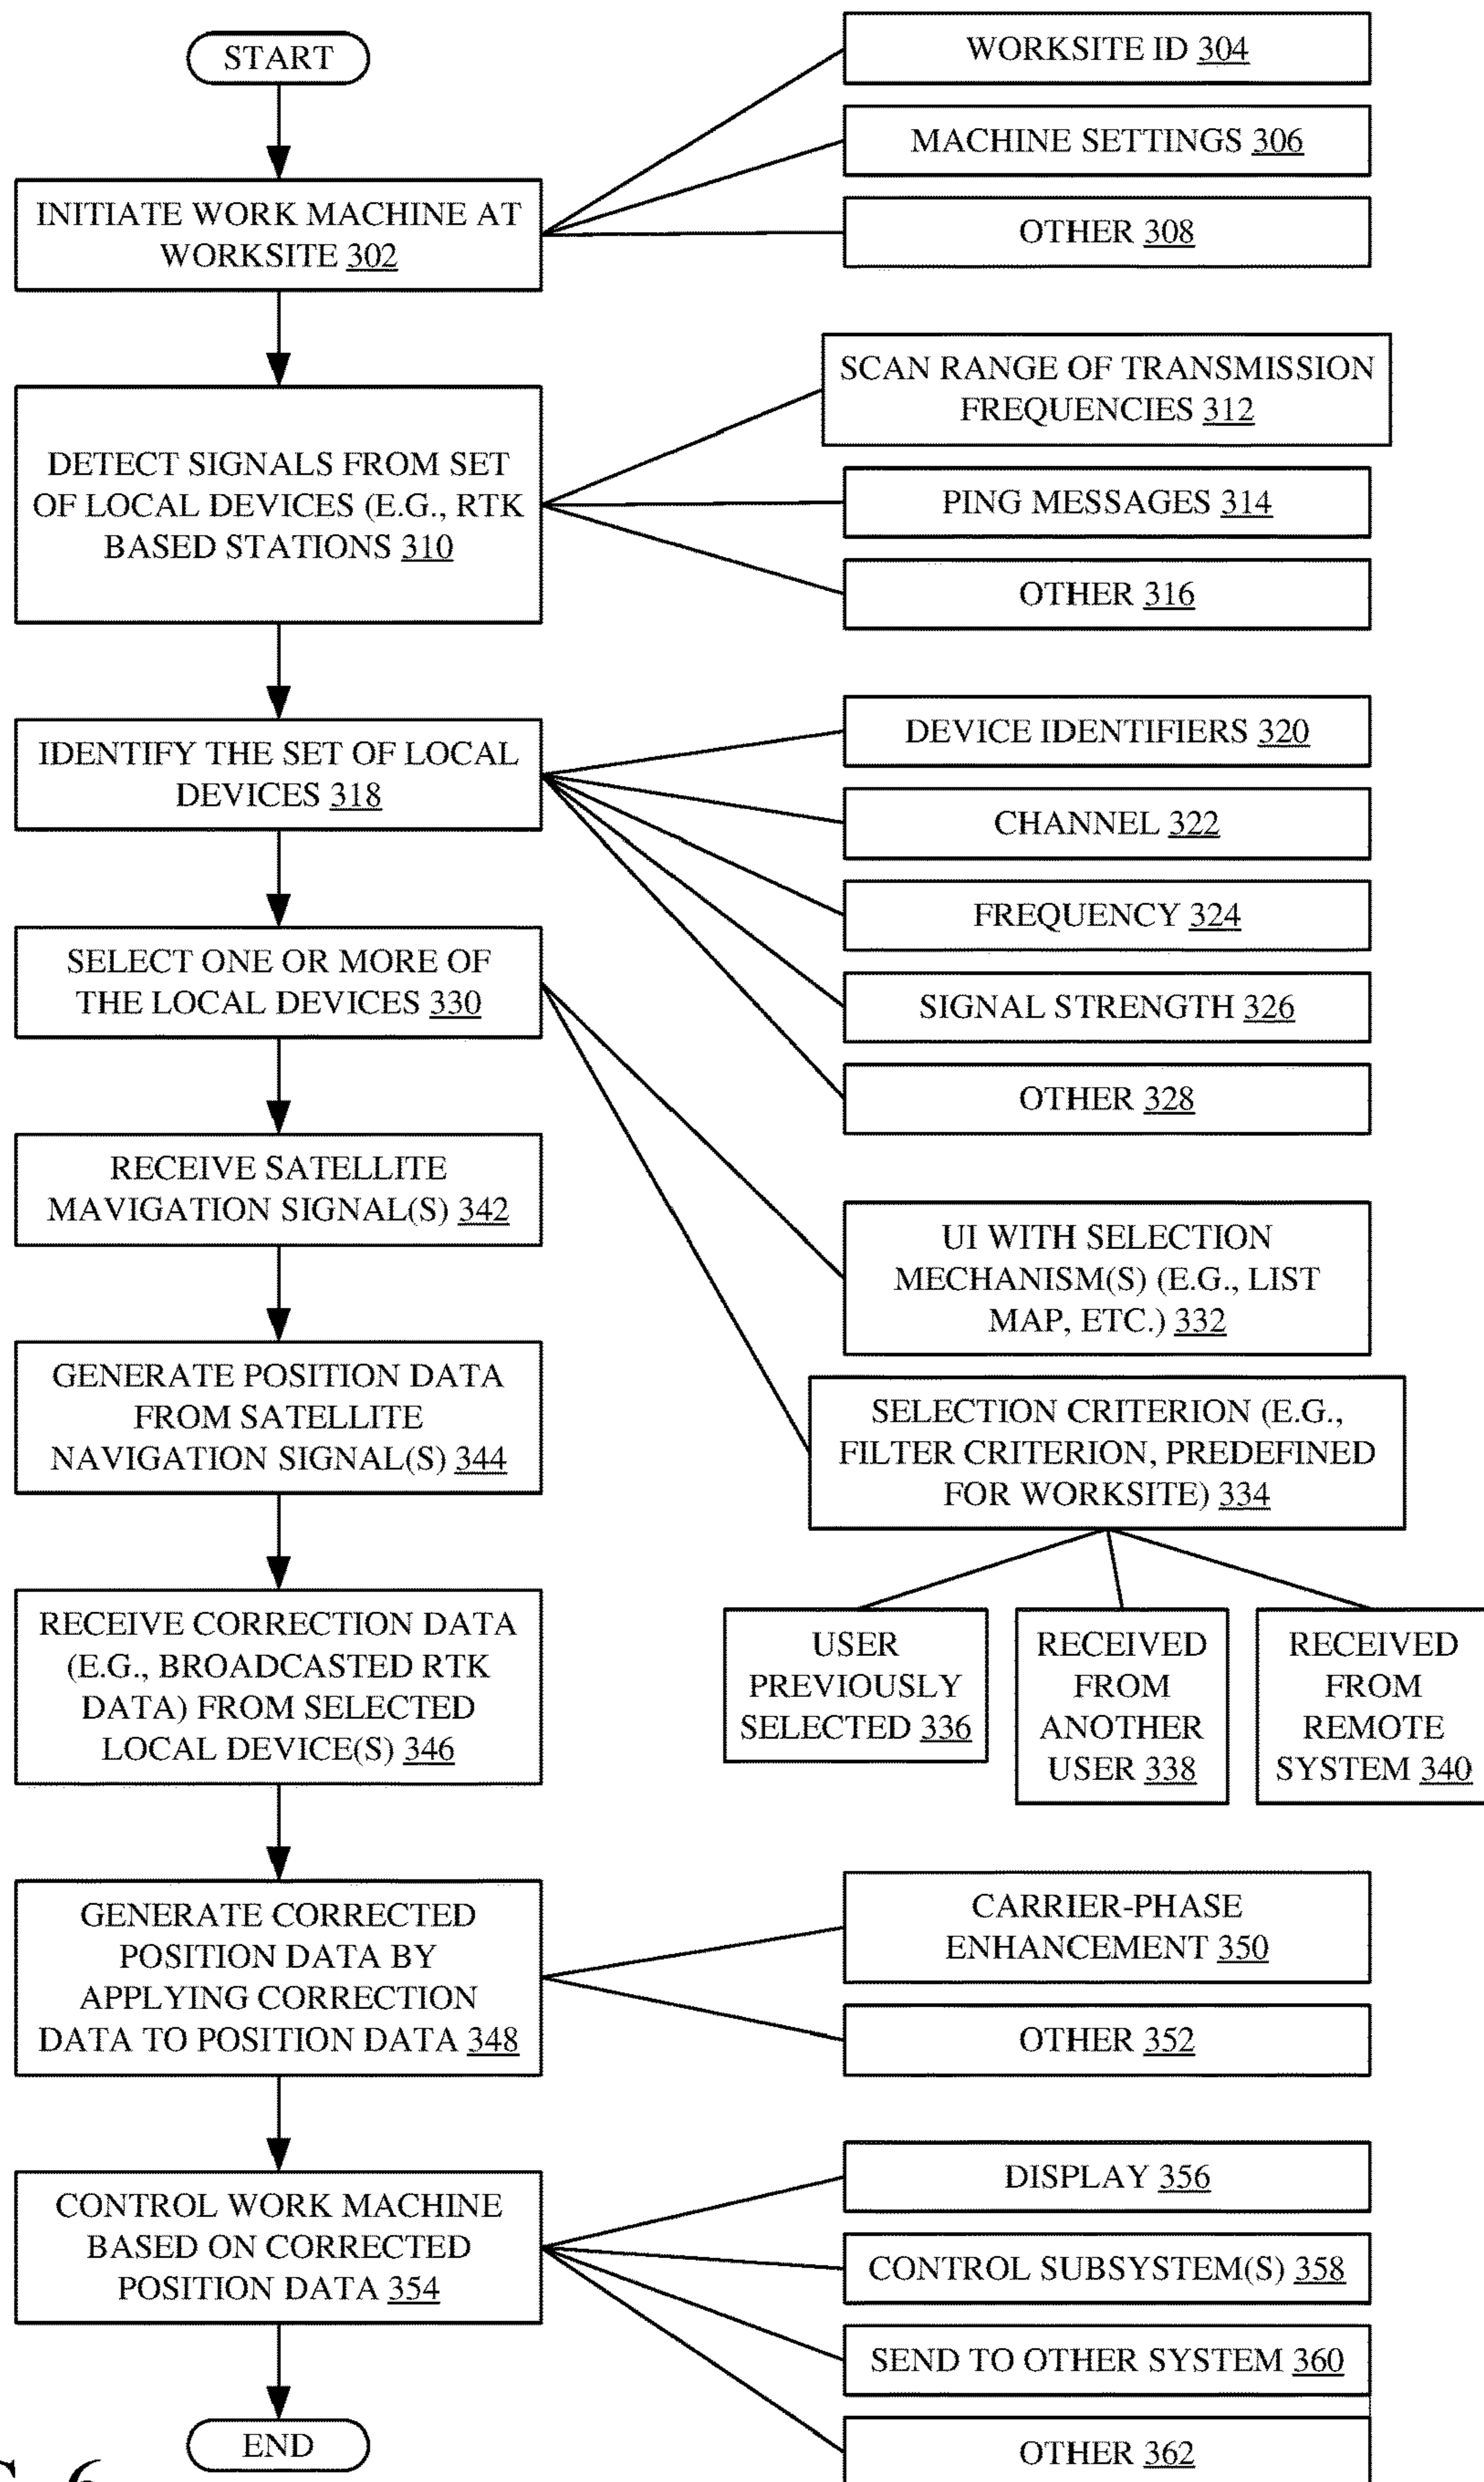 START
WORKSITE ID 304
MACHINE SETTINGS 306
OTHER 308
INITIATE WORK MACHINE AT
WORKSITE 302
SCAN RANGE OF TRANSMISSION
FREQUENCIES 312
PING MESSAGES 314
OTHER 316
DETECT SIGNALS FROM SET
OF LOCAL DEVICES (E.G., RTK
BASED STATIONS 310
IDENTIFY THE SET OF LOCAL
DEVICES 318
DEVICE IDENTIFIERS 320
CHANNEL 322
FREQUENCY 324
SIGNAL STRENGTH 326
OTHER 328
SELECT ONE OR MORE OF
THE LOCAL DEVICES 330
UI WITH SELECTION
MECHANISM(S) (E.G., LIST
MAP, ETC.) 332
SELECTION CRITERION (E.G.,
FILTER CRITERION, PREDEFINED
FOR WORKSITE) 334
USER
PREVIOUSLY
SELECTED 336
RECEIVED
FROM
ANOTHER
USER 338
RECEIVED
FROM
REMOTE
SYSTEM 340
RECEIVE SATELLITE
MAVIGATION SIGNAL(S) 342
GENERATE POSITION DATA
FROM SATELLITE
NAVIGATION SIGNAL(S) 344
RECEIVE CORRECTION DATA
(E.G., BROADCASTED RTK
DATA) FROM SELECTED
LOCAL DEVICE(S) 346
GENERATE CORRECTED
POSITION DATA BY
APPLYING CORRECTION
DATA TO POSITION DATA 348
CARRIER-PHASE
ENHANCEMENT 350
OTHER 352
CONTROL WORK MACHINE
BASED ON CORRECTED
POSITION DATA 354
DISPLAY 356
CONTROL SUBSYSTEM(S) 358
SEND TO OTHER SYSTEM 360
OTHER 362
END